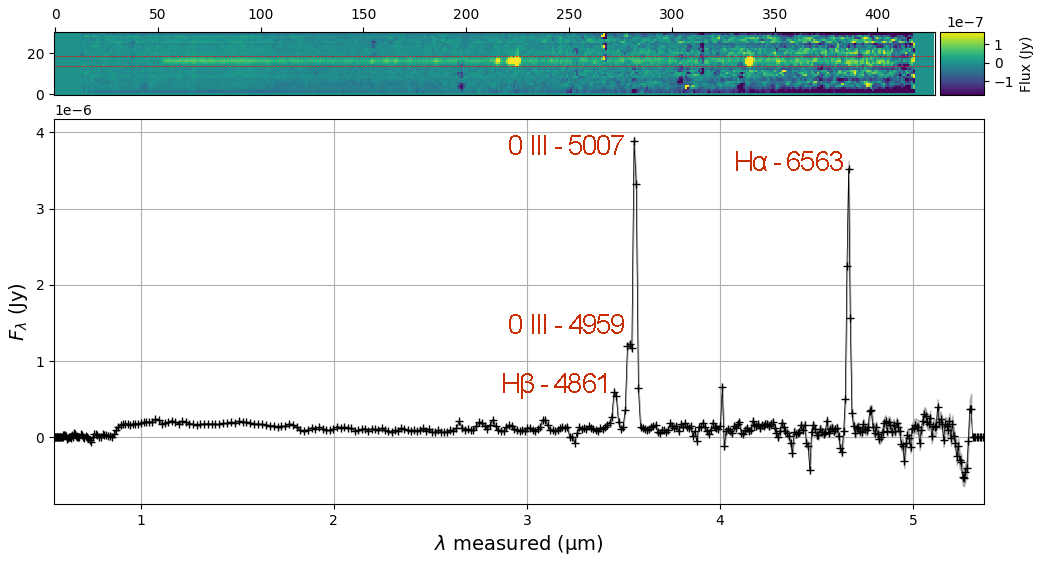 0 50 100 150 200 250 300 350 400
1e−7
20
0
1
0
−1
Flux (Jy)
1e−6
4
3
2
1
0
F_λ (Jy)
O III - 5007
Hα - 6563
O III - 4959
Hβ - 4861
1 2 3 4 5
λ measured (μm)